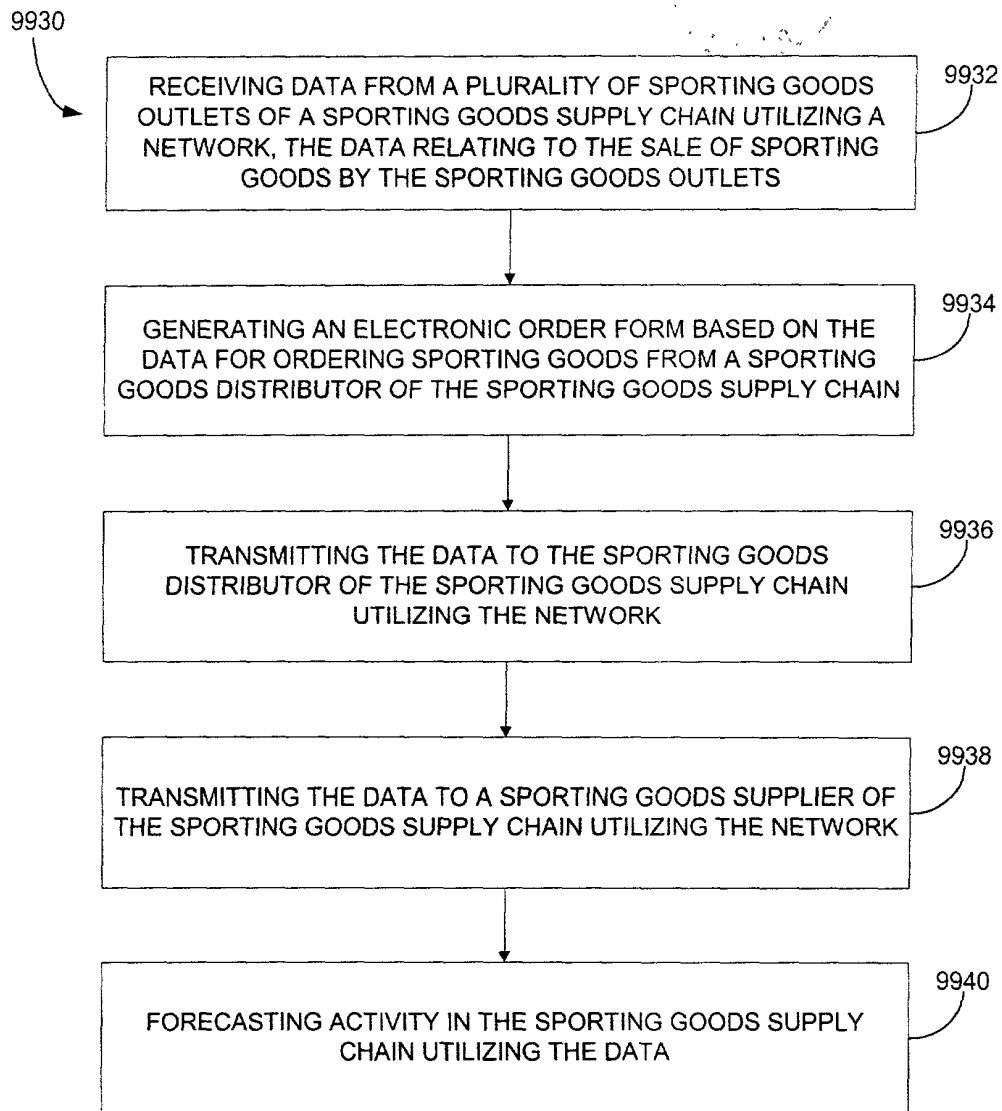 9930
RECEIVING DATA FROM A PLURALITY OF SPORTING GOODS
OUTLETS OF A SPORTING GOODS SUPPLY CHAIN UTILIZING A
NETWORK, THE DATA RELATING TO THE SALE OF SPORTING
GOODS BY THE SPORTING GOODS OUTLETS
9932
GENERATING AN ELECTRONIC ORDER FORM BASED ON THE
DATA FOR ORDERING SPORTING GOODS FROM A SPORTING
GOODS DISTRIBUTOR OF THE SPORTING GOODS SUPPLY CHAIN
9934
TRANSMITTING THE DATA TO THE SPORTING GOODS
DISTRIBUTOR OF THE SPORTING GOODS SUPPLY CHAIN
UTILIZING THE NETWORK
9936
TRANSMITTING THE DATA TO A SPORTING GOODS SUPPLIER OF
THE SPORTING GOODS SUPPLY CHAIN UTILIZING THE NETWORK
9938
FORECASTING ACTIVITY IN THE SPORTING GOODS SUPPLY
CHAIN UTILIZING THE DATA
9940